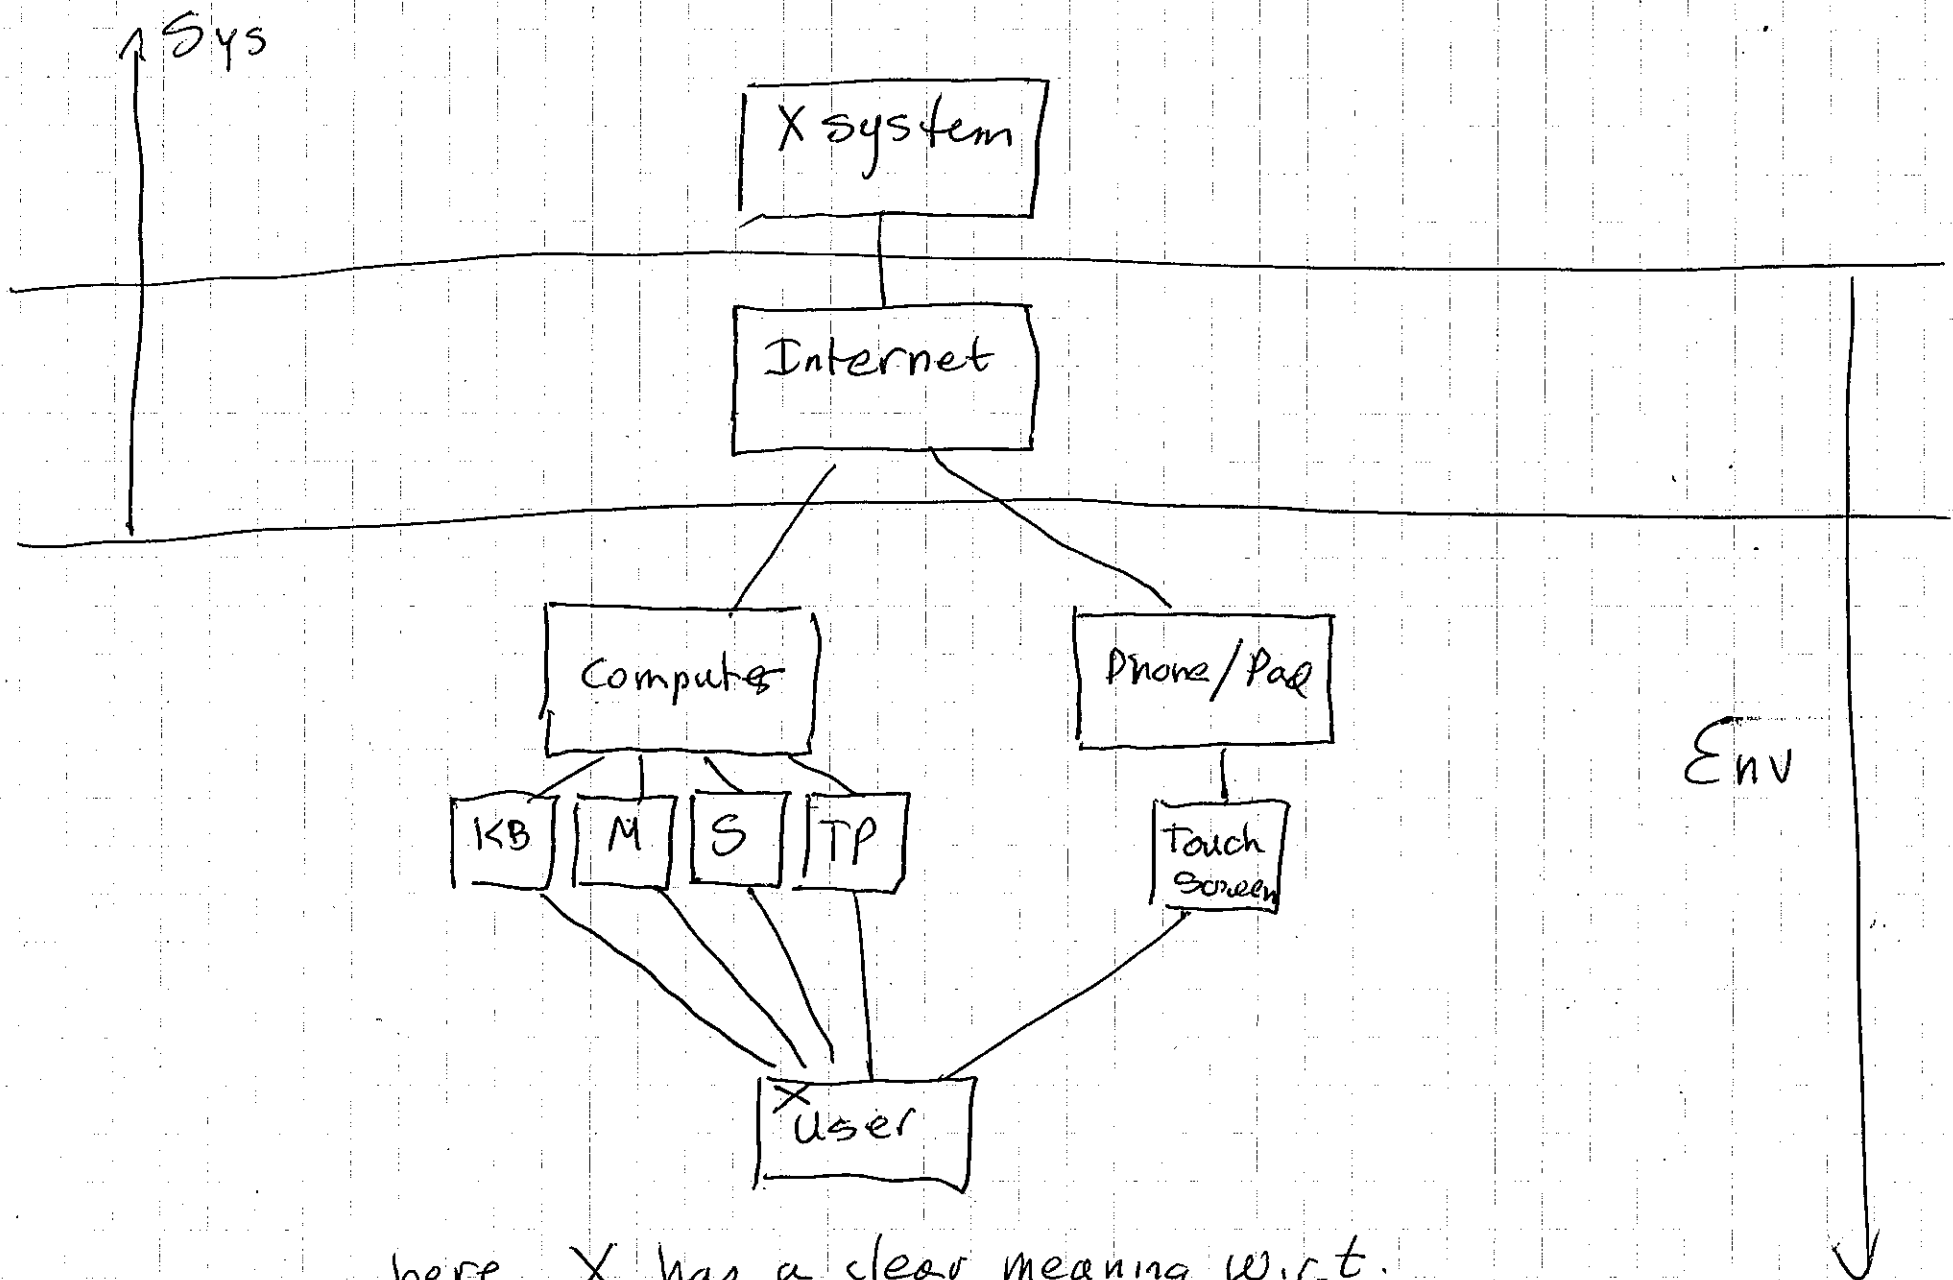 Sys
X system
Internet
Computer
Phone/Pad
Env
KB
M
S
TP
Touch
Screen
X
User
here X has a clear meaning w.r.t.